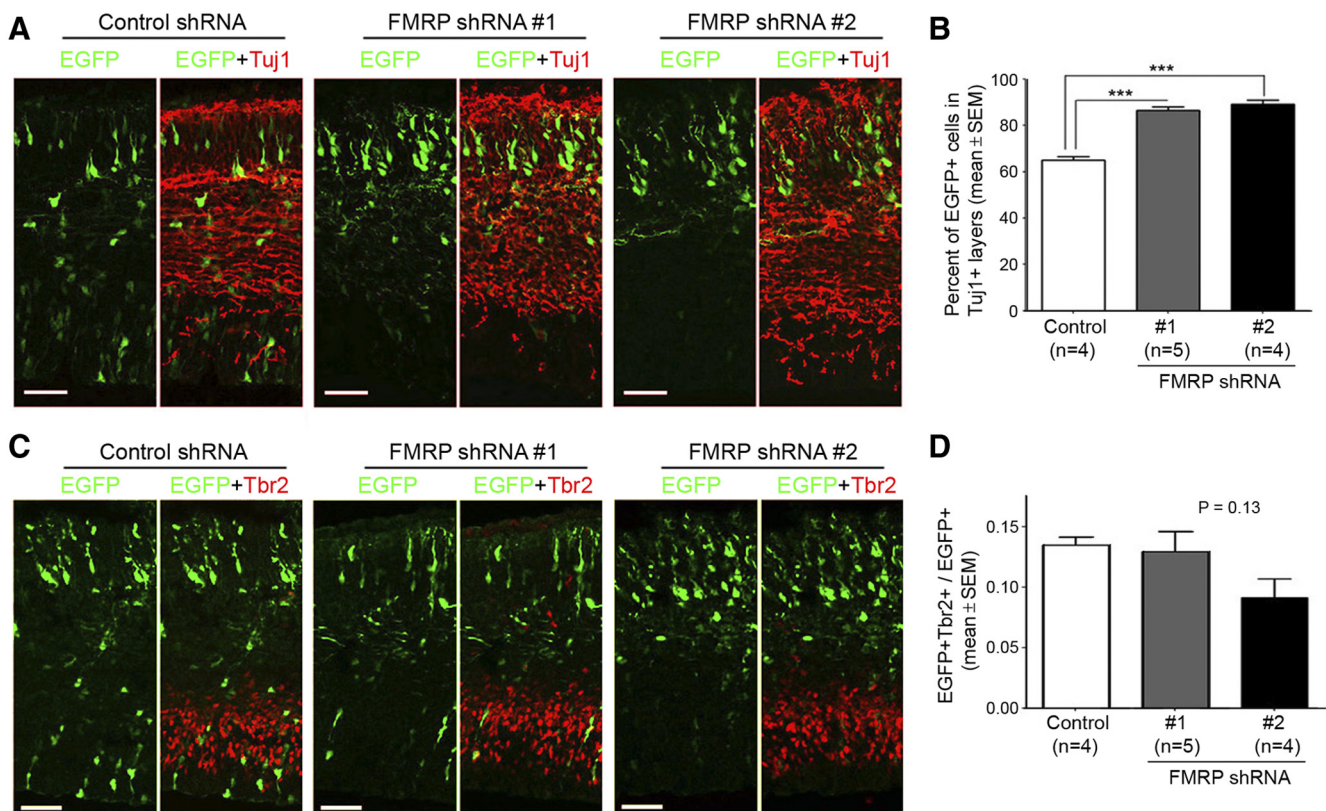 A
Control shRNA
FMRP shRNA #1
FMRP shRNA #2
EGFP EGFP+Tuj1
EGFP EGFP+Tuj1
EGFP EGFP+Tuj1
B
Percent of EGFP+ cells in
Tuj1+ layers (mean ± SEM)
100
80
60
40
20
0
***
***
Control
(n=4)
#1
(n=5)
#2
(n=4)
FMRP shRNA
C
Control shRNA
FMRP shRNA #1
FMRP shRNA #2
EGFP EGFP+Tbr2
EGFP EGFP+Tbr2
EGFP EGFP+Tbr2
D
EGFP+Tbr2+ / EGFP+
(mean ± SEM)
0.15
0.10
0.05
0.00
P = 0.13
Control
(n=4)
#1
(n=5)
#2
(n=4)
FMRP shRNA